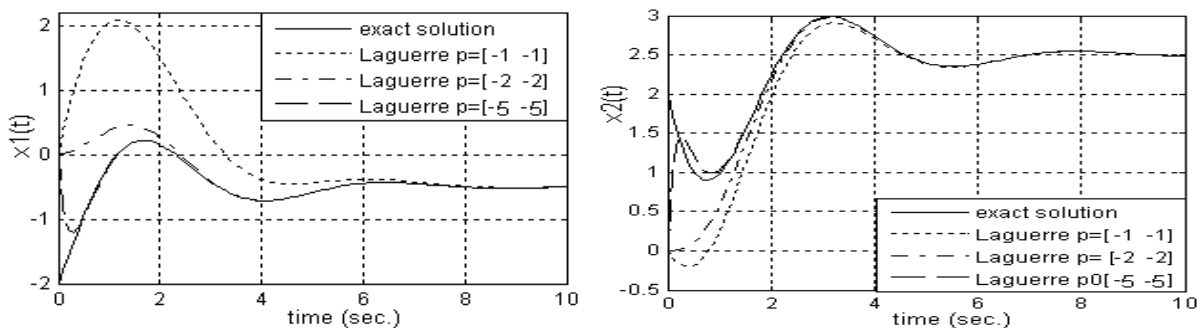 2
1
0
-1
-2
x1(t)
exact solution
Laguerre p=[-1 -1]
Laguerre p=[-2 -2]
Laguerre p=[-5 -5]
0 2 4 6 8 10
time (sec.)
3
2.5
2
1.5
1
0.5
0
-0.5
x2(t)
exact solution
Laguerre p=[-1 -1]
Laguerre p= [-2 -2]
Laguerre p0[-5 -5]
0 2 4 6 8 10
time (sec.)